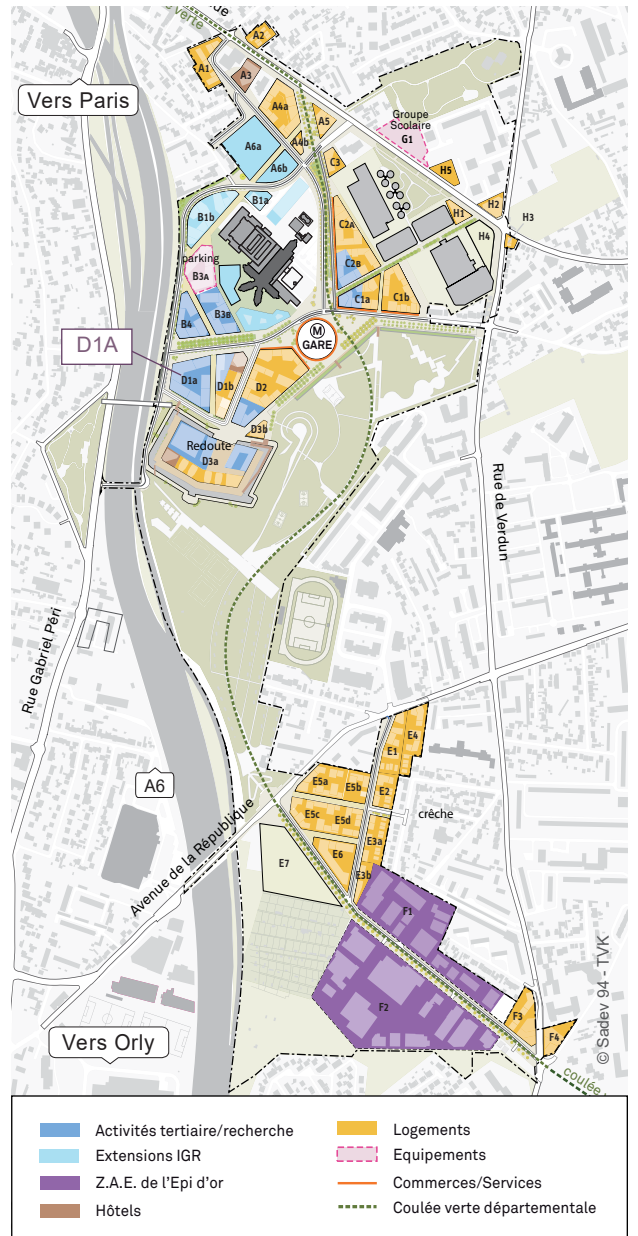 ue
e verte
A2
A1
Vers Paris
A3
A4a
A5
Groupe
Scolaire
G1
A4b
A6a
A6b
C3
H5
B1a
H1
H2
H3
B1b
C2A
H4
parking
B3A
C2B
C1a
C1b
B4
B3B
M
GARE
D1A
D1a
D1b
D2
D3b
Redoute
D3a
Rue de Verdun
Rue Gabriel Péri
E4
E1
A6
E5a
E5b
E2
crêche
E5c
E5d
E3a
Avenue de la République
E6
E7
E3b
F1
F2
F3
F4
Vers Orly
© Sadev 94 - TVK
coulée
Activités tertiaire/recherche
Extensions IGR
Z.A.E. de l'Epi d'or
Hôtels
Logements
Equipements
Commerces/Services
Coulée verte départementale